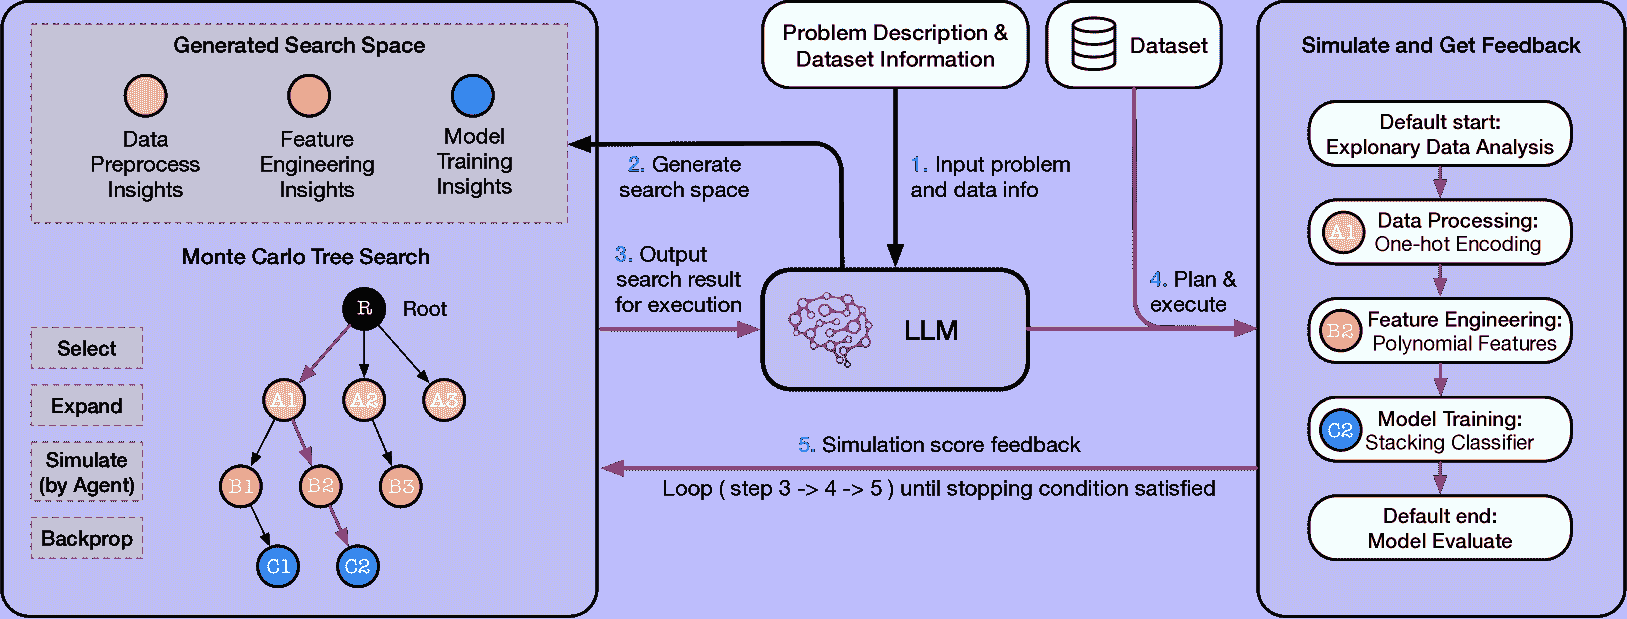 Generated Search Space
Data
Preprocess
Insights
Feature
Engineering
Insights
Model
Training
Insights
Monte Carlo Tree Search
R
Root
Select
Expand
Simulate
(by Agent)
Backprop
A1
A2
A3
B1
B2
B3
C1
C2
Problem Description &
Dataset Information
Dataset
1. Input problem
and data info
2. Generate
search space
3. Output
search result
for execution
LLM
4. Plan &
execute
5. Simulation score feedback
Loop ( step 3 -> 4 -> 5 ) until stopping condition satisfied
Simulate and Get Feedback
Default start:
Explonary Data Analysis
A1
Data Processing:
One-hot Encoding
B2
Feature Engineering:
Polynomial Features
C2
Model Training:
Stacking Classifier
Default end:
Model Evaluate